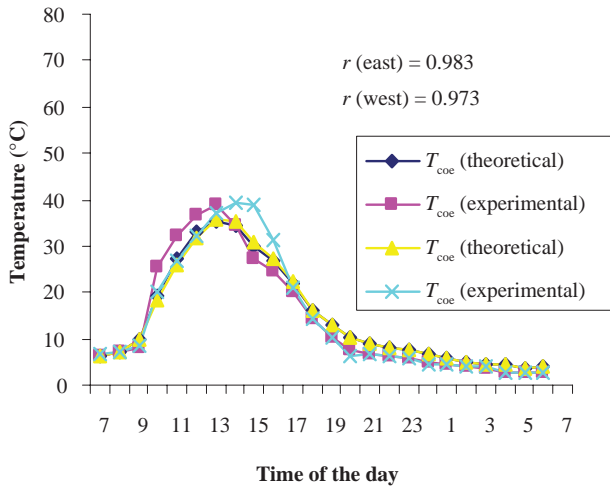 80
70
60
50
40
30
20
10
0
Temperature (°C)
r (east) = 0.983
r (west) = 0.973
T_coe (theoretical)
T_coe (experimental)
T_coe (theoretical)
T_coe (experimental)
7 9 11 13 15 17 19 21 23 1 3 5 7
Time of the day